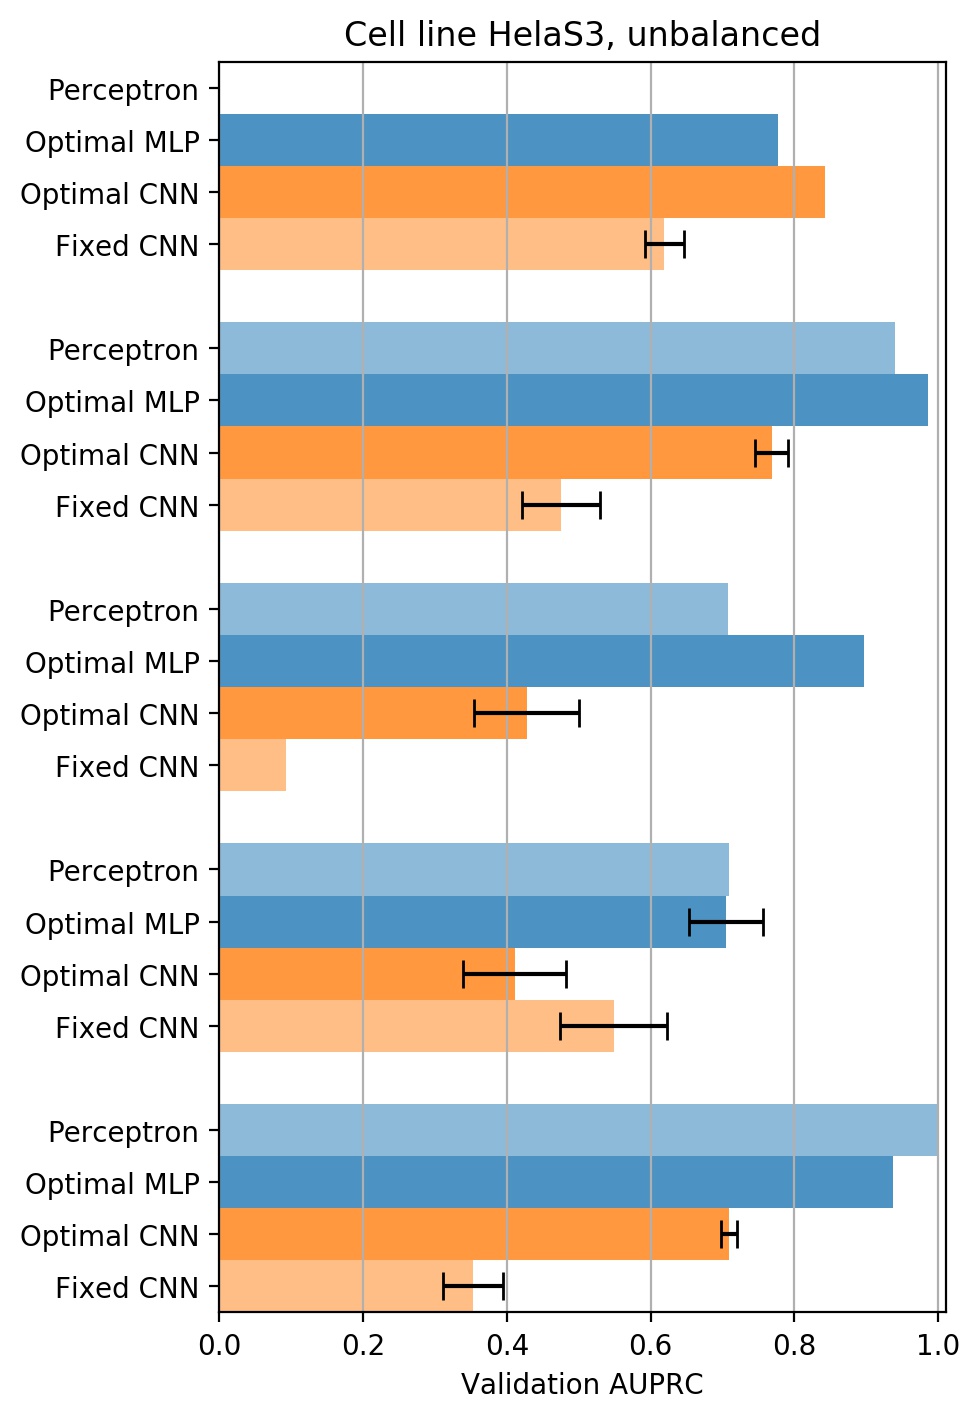 Cell line HelaS3, unbalanced
Perceptron
Optimal MLP
Optimal CNN
Fixed CNN
Perceptron
Optimal MLP
Optimal CNN
Fixed CNN
Perceptron
Optimal MLP
Optimal CNN
Fixed CNN
Perceptron
Optimal MLP
Optimal CNN
Fixed CNN
Perceptron
Optimal MLP
Optimal CNN
Fixed CNN
0.0 0.2 0.4 0.6 0.8 1.0
Validation AUPRC